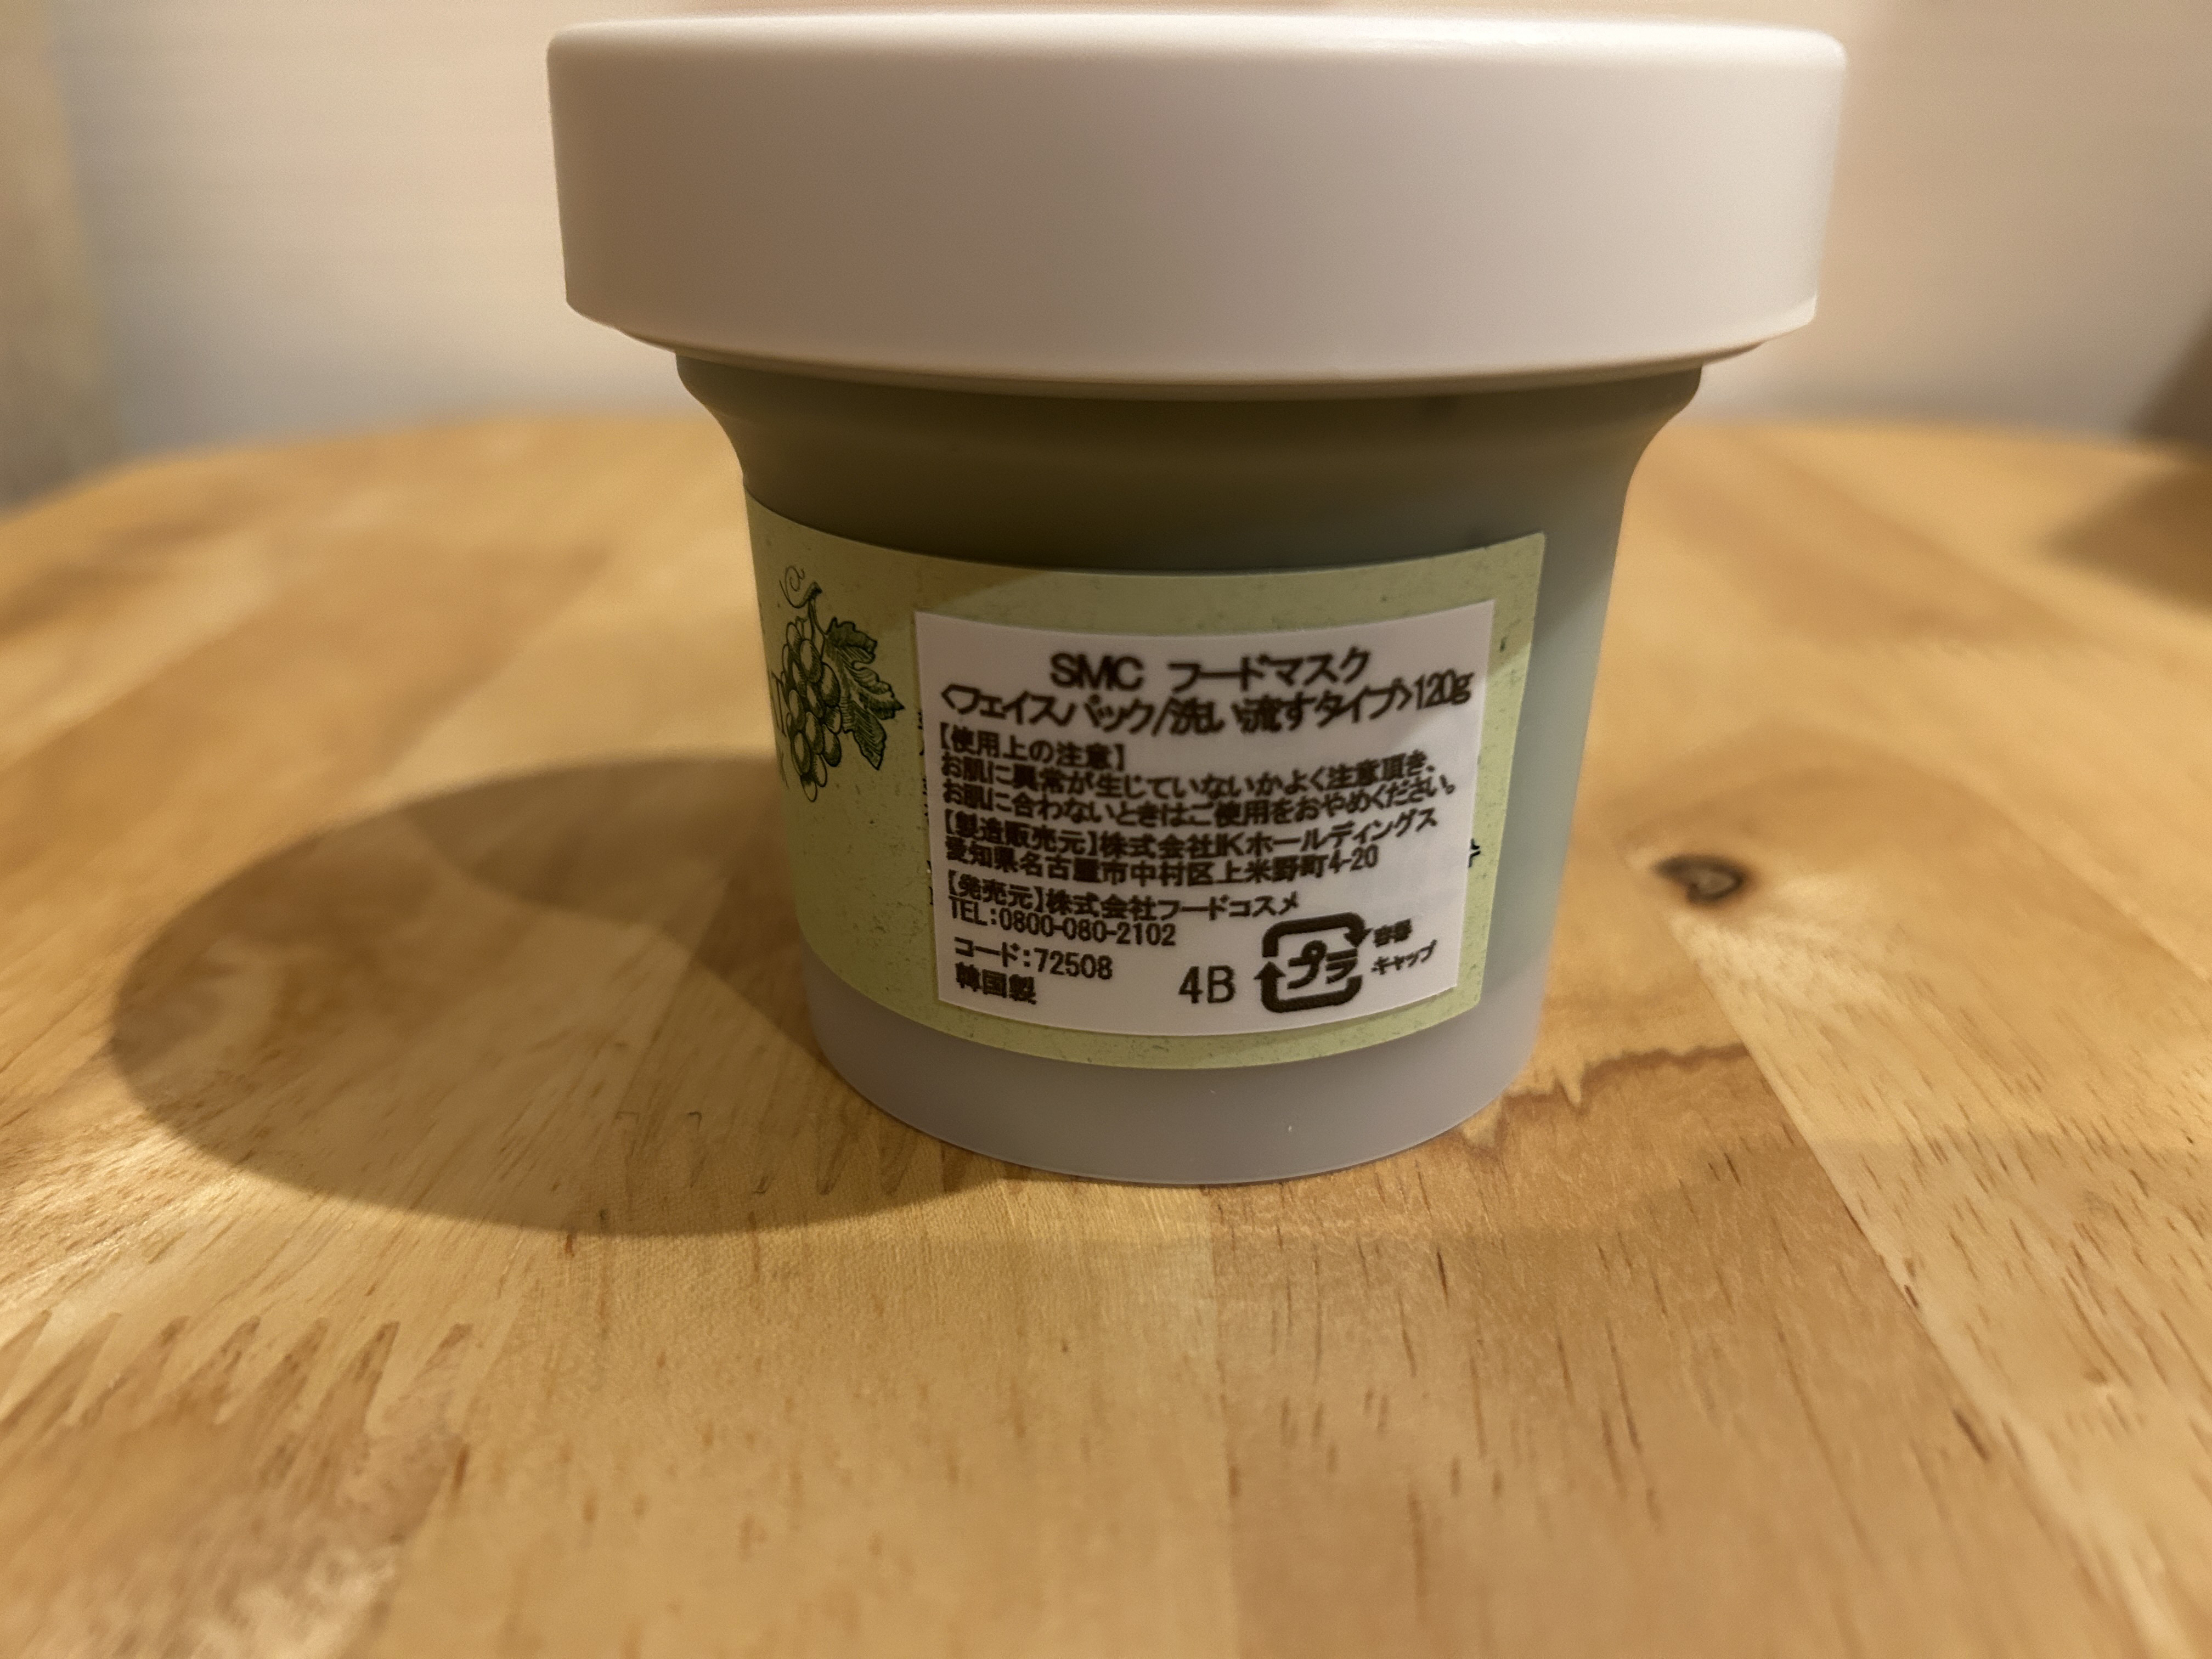 SMC フードマスク
<フェイスパック/洗い流すタイプ>120g
【使用上の注意】
お肌に異常が生じていないかよく注意頂き、
お肌に合わないときはご使用をおやめください。
【製造販売元】株式会社IKホールディングス
愛知県名古屋市中村区上米野町4-20
【発売元】株式会社フードコスメ
TEL:0800-080-2102
コード:72508
韓国製
4B
プラ
容器
キャップ